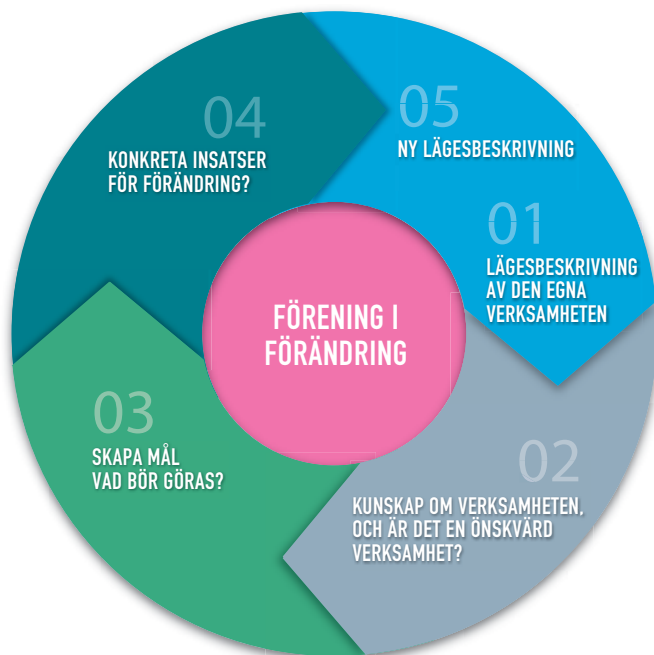 04
KONKRETA INSATSER
FÖR FÖRÄNDRING?
05
NY LÄGESBESKRIVNING
01
LÄGESBESKRIVNING
AV DEN EGNA
VERKSAMHETEN
FÖRENING I
FÖRÄNDRING
03
SKAPA MÅL
VAD BÖR GÖRAS?
02
KUNSKAP OM VERKSAMHETEN,
OCH ÄR DET EN ÖNSKVÄRD
VERKSAMHET?